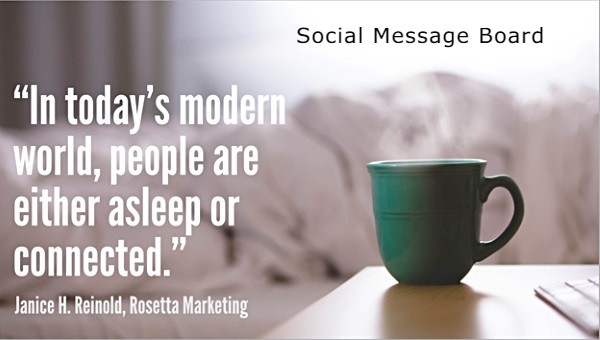 Social Message Board
“In today’s modern
world, people are
either asleep or
connected.”
Janice H. Reinold, Rosetta Marketing